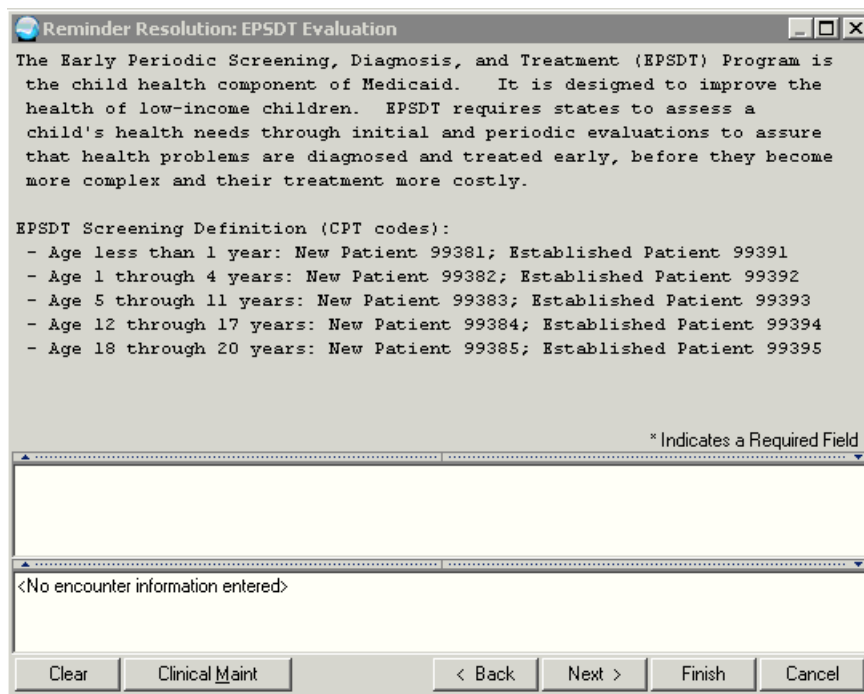 Reminder Resolution: EPSDT Evaluation
The Early Periodic Screening, Diagnosis, and Treatment (EPSDT) Program is
the child health component of Medicaid. It is designed to improve the
health of low-income children. EPSDT requires states to assess a
child's health needs through initial and periodic evaluations to assure
that health problems are diagnosed and treated early, before they become
more complex and their treatment more costly.
EPSDT Screening Definition (CPT codes):
- Age less than 1 year: New Patient 99381; Established Patient 99391
- Age 1 through 4 years: New Patient 99382; Established Patient 99392
- Age 5 through 11 years: New Patient 99383; Established Patient 99393
- Age 12 through 17 years: New Patient 99384; Established Patient 99394
- Age 18 through 20 years: New Patient 99385; Established Patient 99395
* Indicates a Required Field
<No encounter information entered>
Clear Clinical Maint < Back Next > Finish Cancel